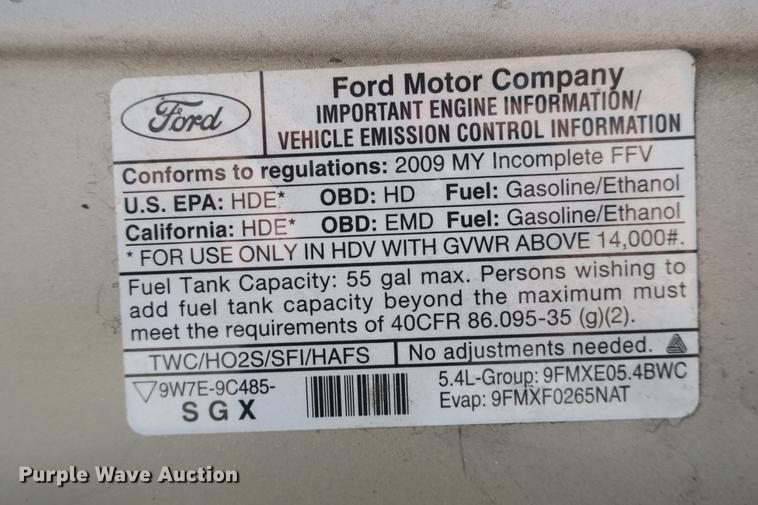 Ford
Ford Motor Company
IMPORTANT ENGINE INFORMATION/
VEHICLE EMISSION CONTROL INFORMATION
Conforms to regulations: 2009 MY Incomplete FFV
U.S. EPA: HDE* OBD: HD Fuel: Gasoline/Ethanol
California: HDE* OBD: EMD Fuel: Gasoline/Ethanol
* FOR USE ONLY IN HDV WITH GVWR ABOVE 14,000#.
Fuel Tank Capacity: 55 gal max. Persons wishing to
add fuel tank capacity beyond the maximum must
meet the requirements of 40CFR 86.095-35 (g)(2).
TWC/HO2S/SFI/HAFS No adjustments needed.
9W7E-9C485-
S G X
5.4L-Group: 9FMXE05.4BWC
Evap: 9FMXF0265NAT
Purple Wave Auction